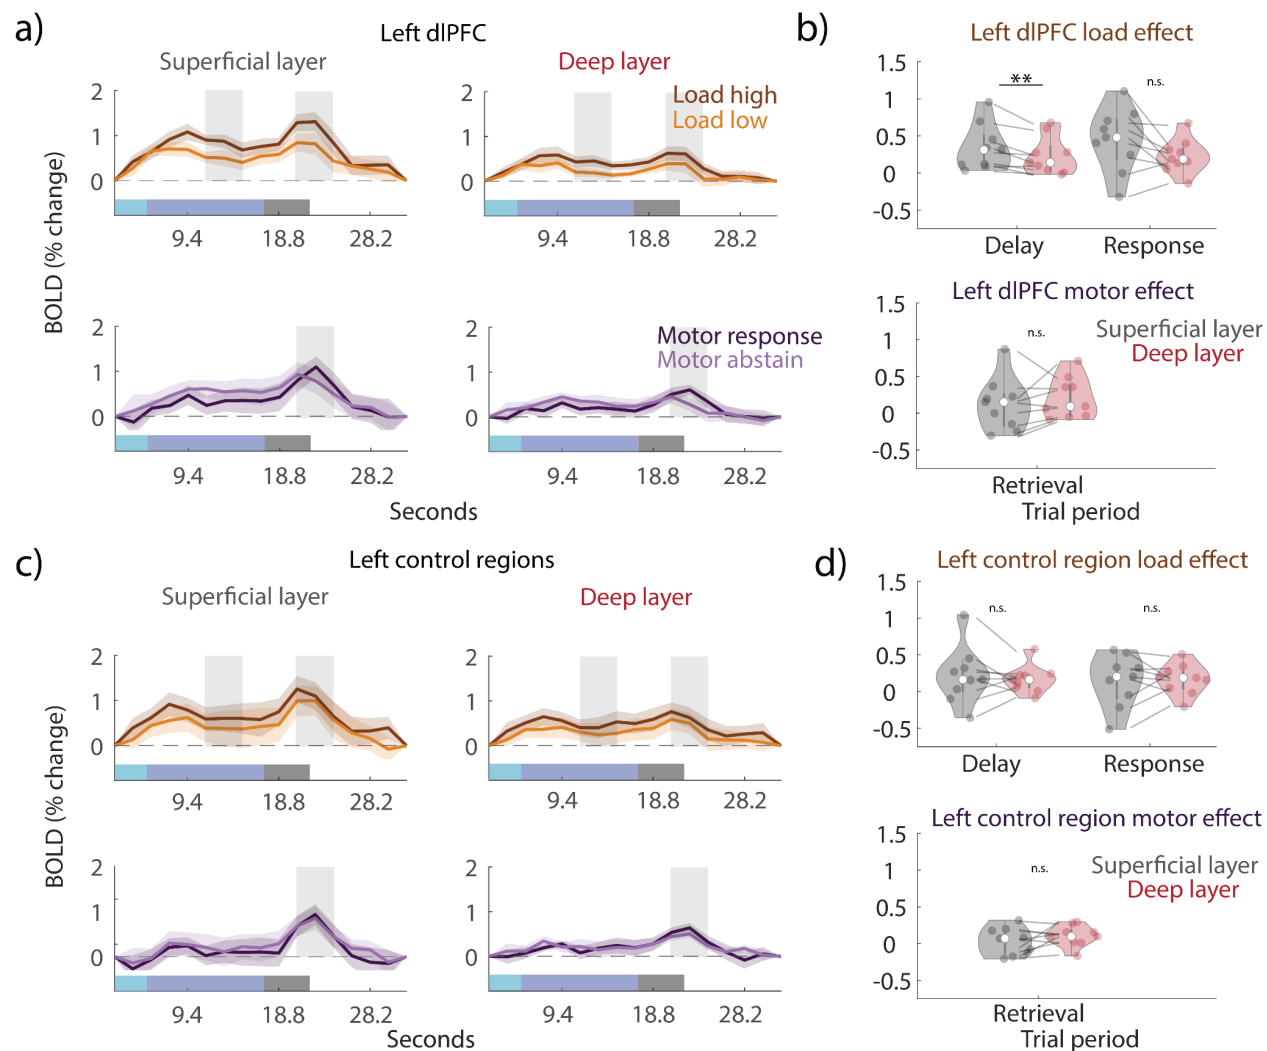 a)
Left dlPFC
Superficial layer
Deep layer
Load high
Load low
2
1
0
9.4
18.8
28.2
2
1
0
9.4
18.8
28.2
BOLD (% change)
2
1
0
9.4
18.8
28.2
Motor response
Motor abstain
2
1
0
9.4
18.8
28.2
Seconds
b)
Left dlPFC load effect
1.5
1
0.5
0
-0.5
**
n.s.
Delay
Response
Left dlPFC motor effect
1.5
1
0.5
0
-0.5
n.s.
Superficial layer
Deep layer
Retrieval
Trial period
c)
Left control regions
Superficial layer
Deep layer
2
1
0
9.4
18.8
28.2
2
1
0
9.4
18.8
28.2
BOLD (% change)
2
1
0
9.4
18.8
28.2
2
1
0
9.4
18.8
28.2
Seconds
d)
Left control region load effect
1.5
1
0.5
0
-0.5
n.s.
n.s.
Delay
Response
Left control region motor effect
1.5
1
0.5
0
-0.5
n.s.
Superficial layer
Deep layer
Retrieval
Trial period